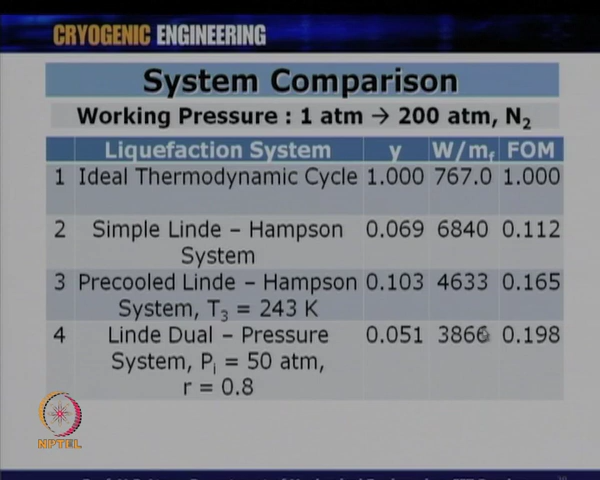 CRYOGENIC ENGINEERING
System Comparison
Working Pressure : 1 atm → 200 atm, N₂
Liquefaction System y W/ṁf FOM
1 Ideal Thermodynamic Cycle 1.000 767.0 1.000
2 Simple Linde – Hampson 0.069 6840 0.112
System
3 Precooled Linde – Hampson 0.103 4633 0.165
System, T₃ = 243 K
4 Linde Dual – Pressure 0.051 3866 0.198
System, Pᵢ = 50 atm,
r = 0.8
NPTEL